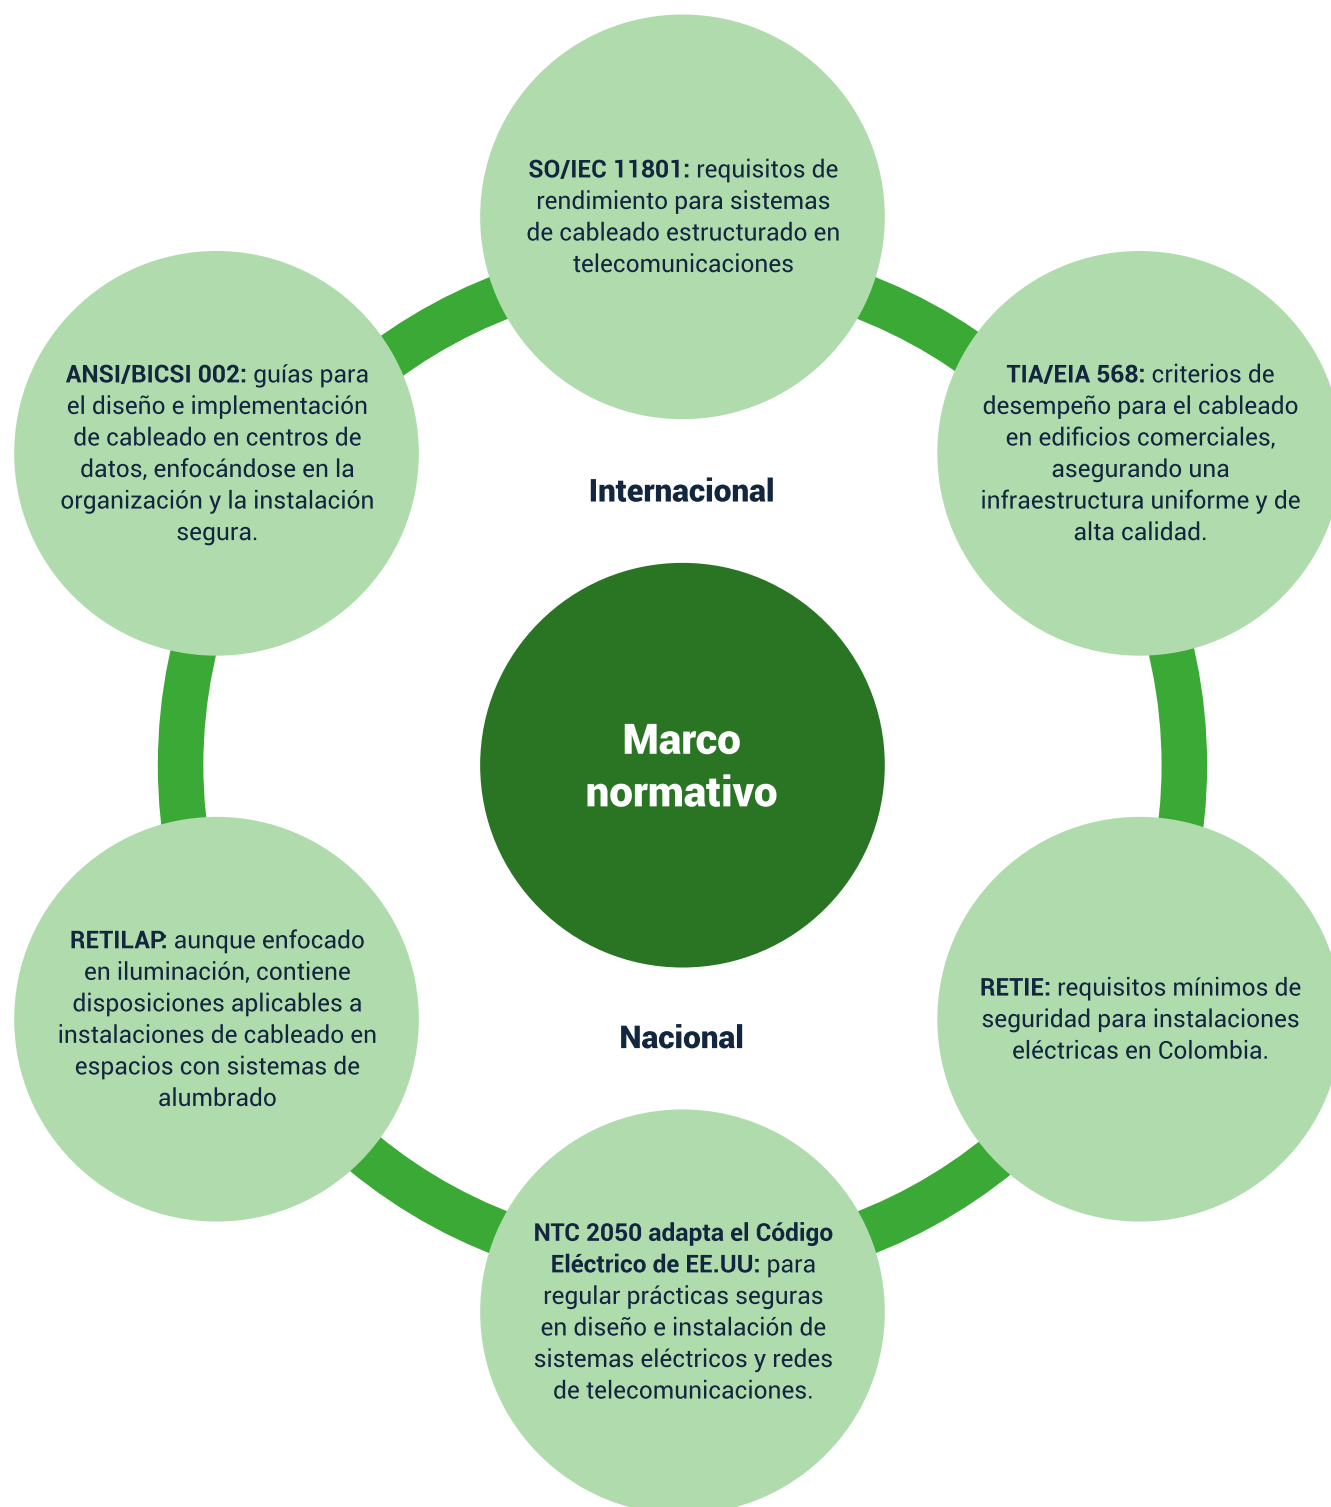 SO/IEC 11801: requisitos de
rendimiento para sistemas
de cableado estructurado en
telecomunicaciones
ANSI/BICSI 002: guías para
el diseño e implementación
de cableado en centros de
datos, enfocándose en la
organización y la instalación
segura.
TIA/EIA 568: criterios de
desempeño para el cableado
en edificios comerciales,
asegurando una
infraestructura uniforme y de
alta calidad.
Internacional
Marco
normativo
Nacional
RETILAP: aunque enfocado
en iluminación, contiene
disposiciones aplicables a
instalaciones de cableado en
espacios con sistemas de
alumbrado
RETIE: requisitos mínimos de
seguridad para instalaciones
eléctricas en Colombia.
NTC 2050 adapta el Código
Eléctrico de EE.UU: para
regular prácticas seguras
en diseño e instalación de
sistemas eléctricos y redes
de telecomunicaciones.